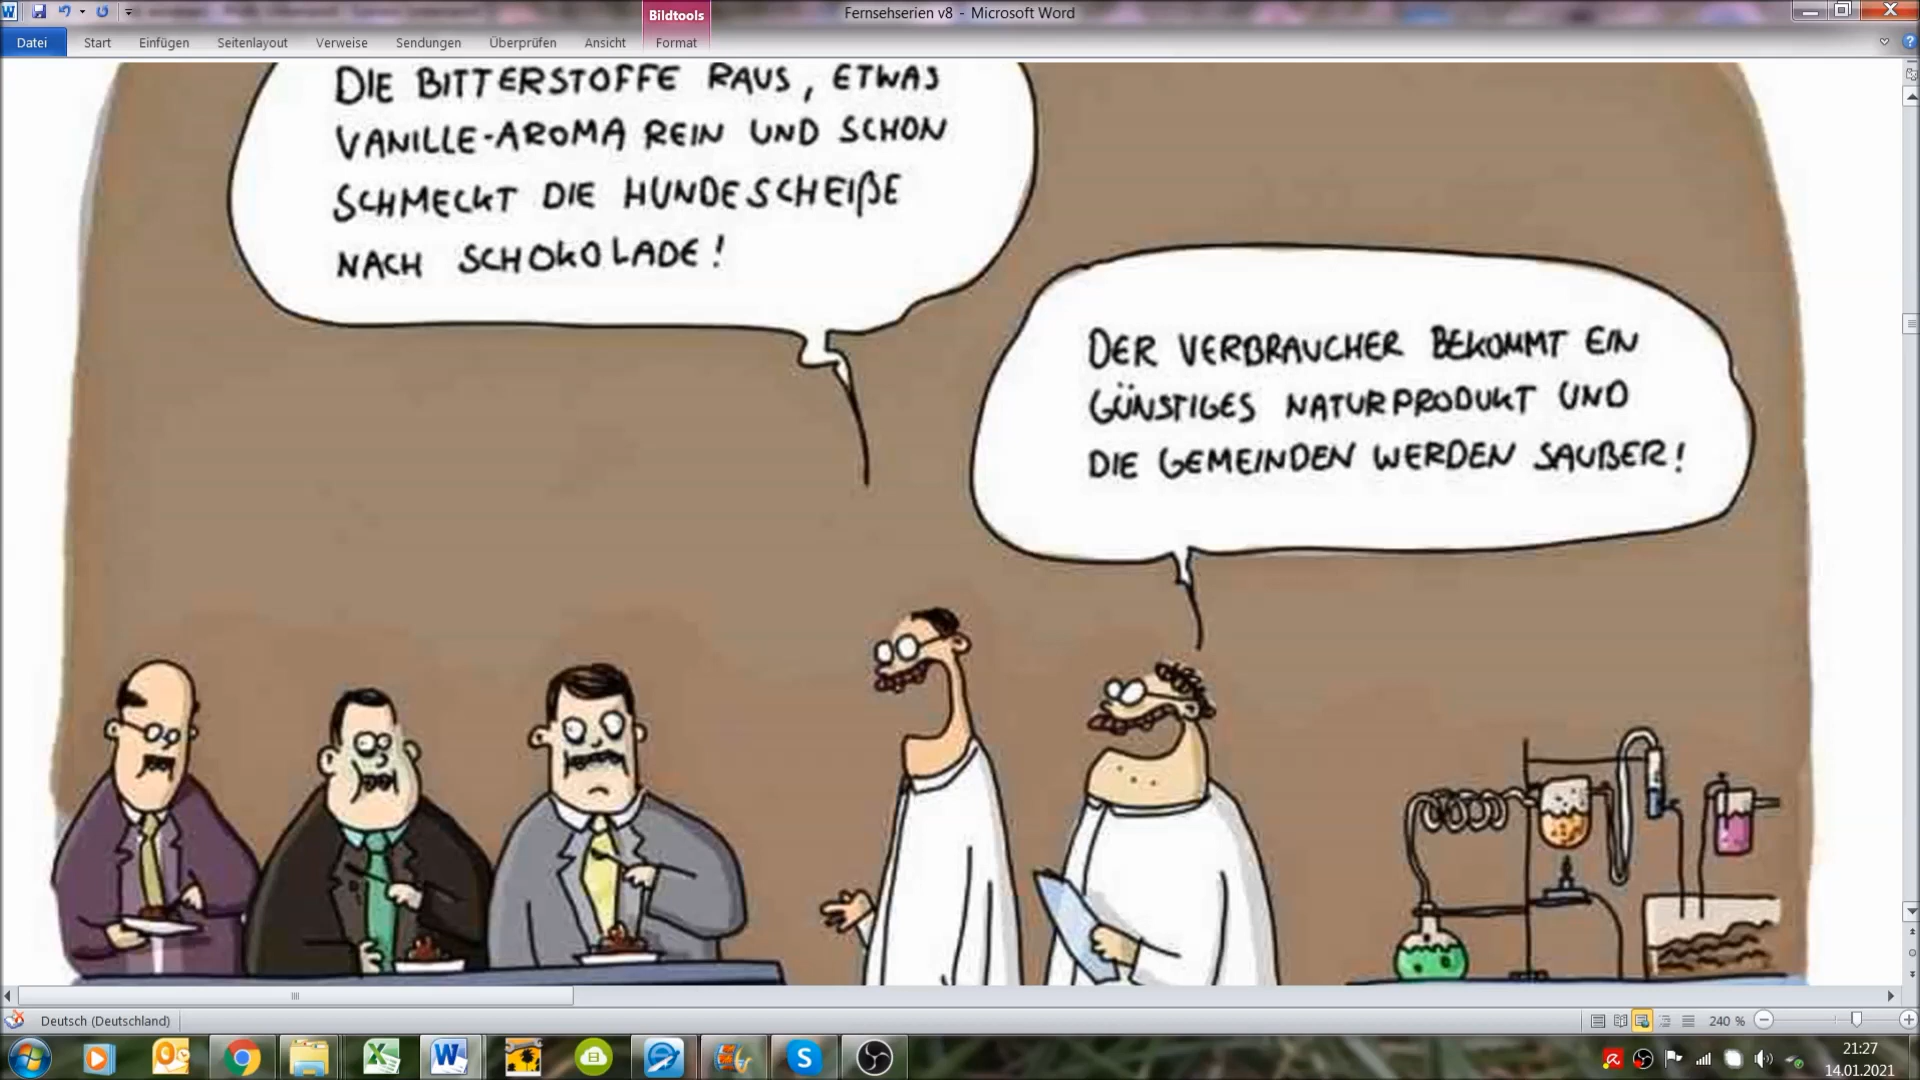 Bildtools
Fernsehserien v8 - Microsoft Word
Datei Start Einfügen Seitenlayout Verweise Sendungen Überprüfen Ansicht Format
DIE BITTERSTOFFE RAUS, ETWAS
VANILLE-AROMA REIN UND SCHON
SCHMECKT DIE HUNDESCHEIßE
NACH SCHOKOLADE!
DER VERBRAUCHER BEKOMMT EIN
GÜNSTIGES NATURPRODUKT UND
DIE GEMEINDEN WERDEN SAUBER!
Deutsch (Deutschland)
240 %
21:27
14.01.2021